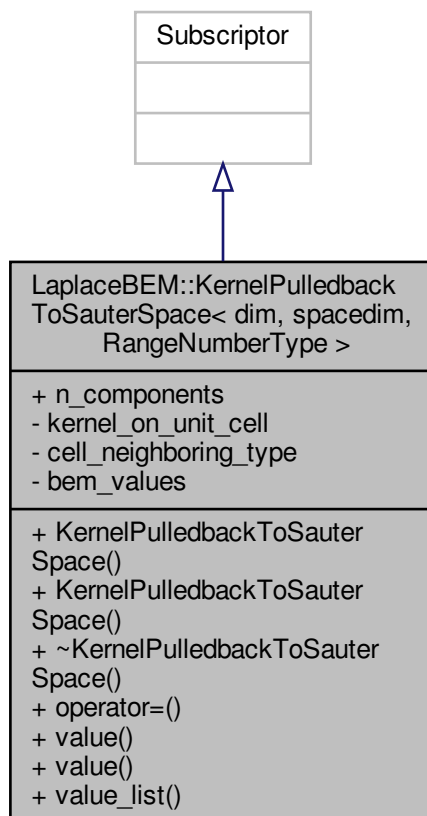 Subscriptor
LaplaceBEM::KernelPulledback
ToSauterSpace< dim, spacedim,
RangeNumberType >
+ n_components
- kernel_on_unit_cell
- cell_neighboring_type
- bem_values
+ KernelPulledbackToSauter
Space()
+ KernelPulledbackToSauter
Space()
+ ~KernelPulledbackToSauter
Space()
+ operator=()
+ value()
+ value()
+ value_list()